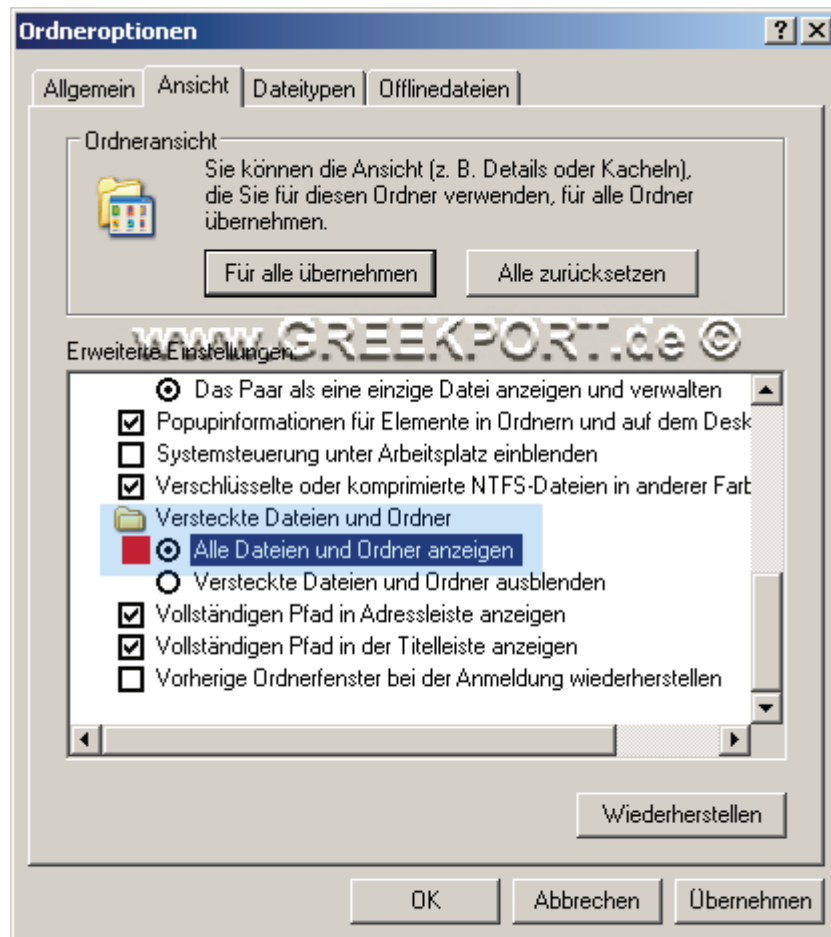 Ordneroptionen
Allgemein Ansicht Dateitypen Offlinedateien
Ordneransicht
Sie können die Ansicht (z. B. Details oder Kacheln),
die Sie für diesen Ordner verwenden, für alle Ordner
übernehmen.
Für alle übernehmen Alle zurücksetzen
www.GREEKPORT.de ©
Erweiterte Einstellungen:
Das Paar als eine einzige Datei anzeigen und verwalten
Popupinformationen für Elemente in Ordnern und auf dem Desk
Systemsteuerung unter Arbeitsplatz einblenden
Verschlüsselte oder komprimierte NTFS-Dateien in anderer Farb
Versteckte Dateien und Ordner
Alle Dateien und Ordner anzeigen
Versteckte Dateien und Ordner ausblenden
Vollständigen Pfad in Adressleiste anzeigen
Vollständigen Pfad in der Titelleiste anzeigen
Vorherige Ordnerfenster bei der Anmeldung wiederherstellen
Wiederherstellen
OK Abbrechen Übernehmen